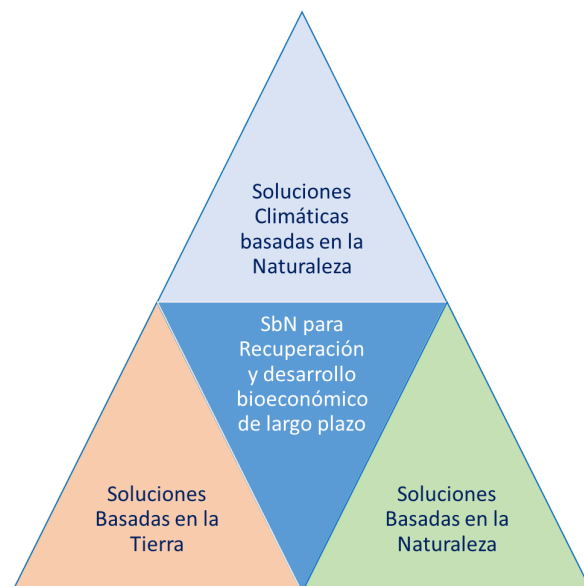 Soluciones
Climáticas
basadas en la
Naturaleza
SbN para
Recuperación
y desarrollo
bioeconómico
de largo plazo
Soluciones
Basadas en la
Tierra
Soluciones
Basadas en la
Naturaleza